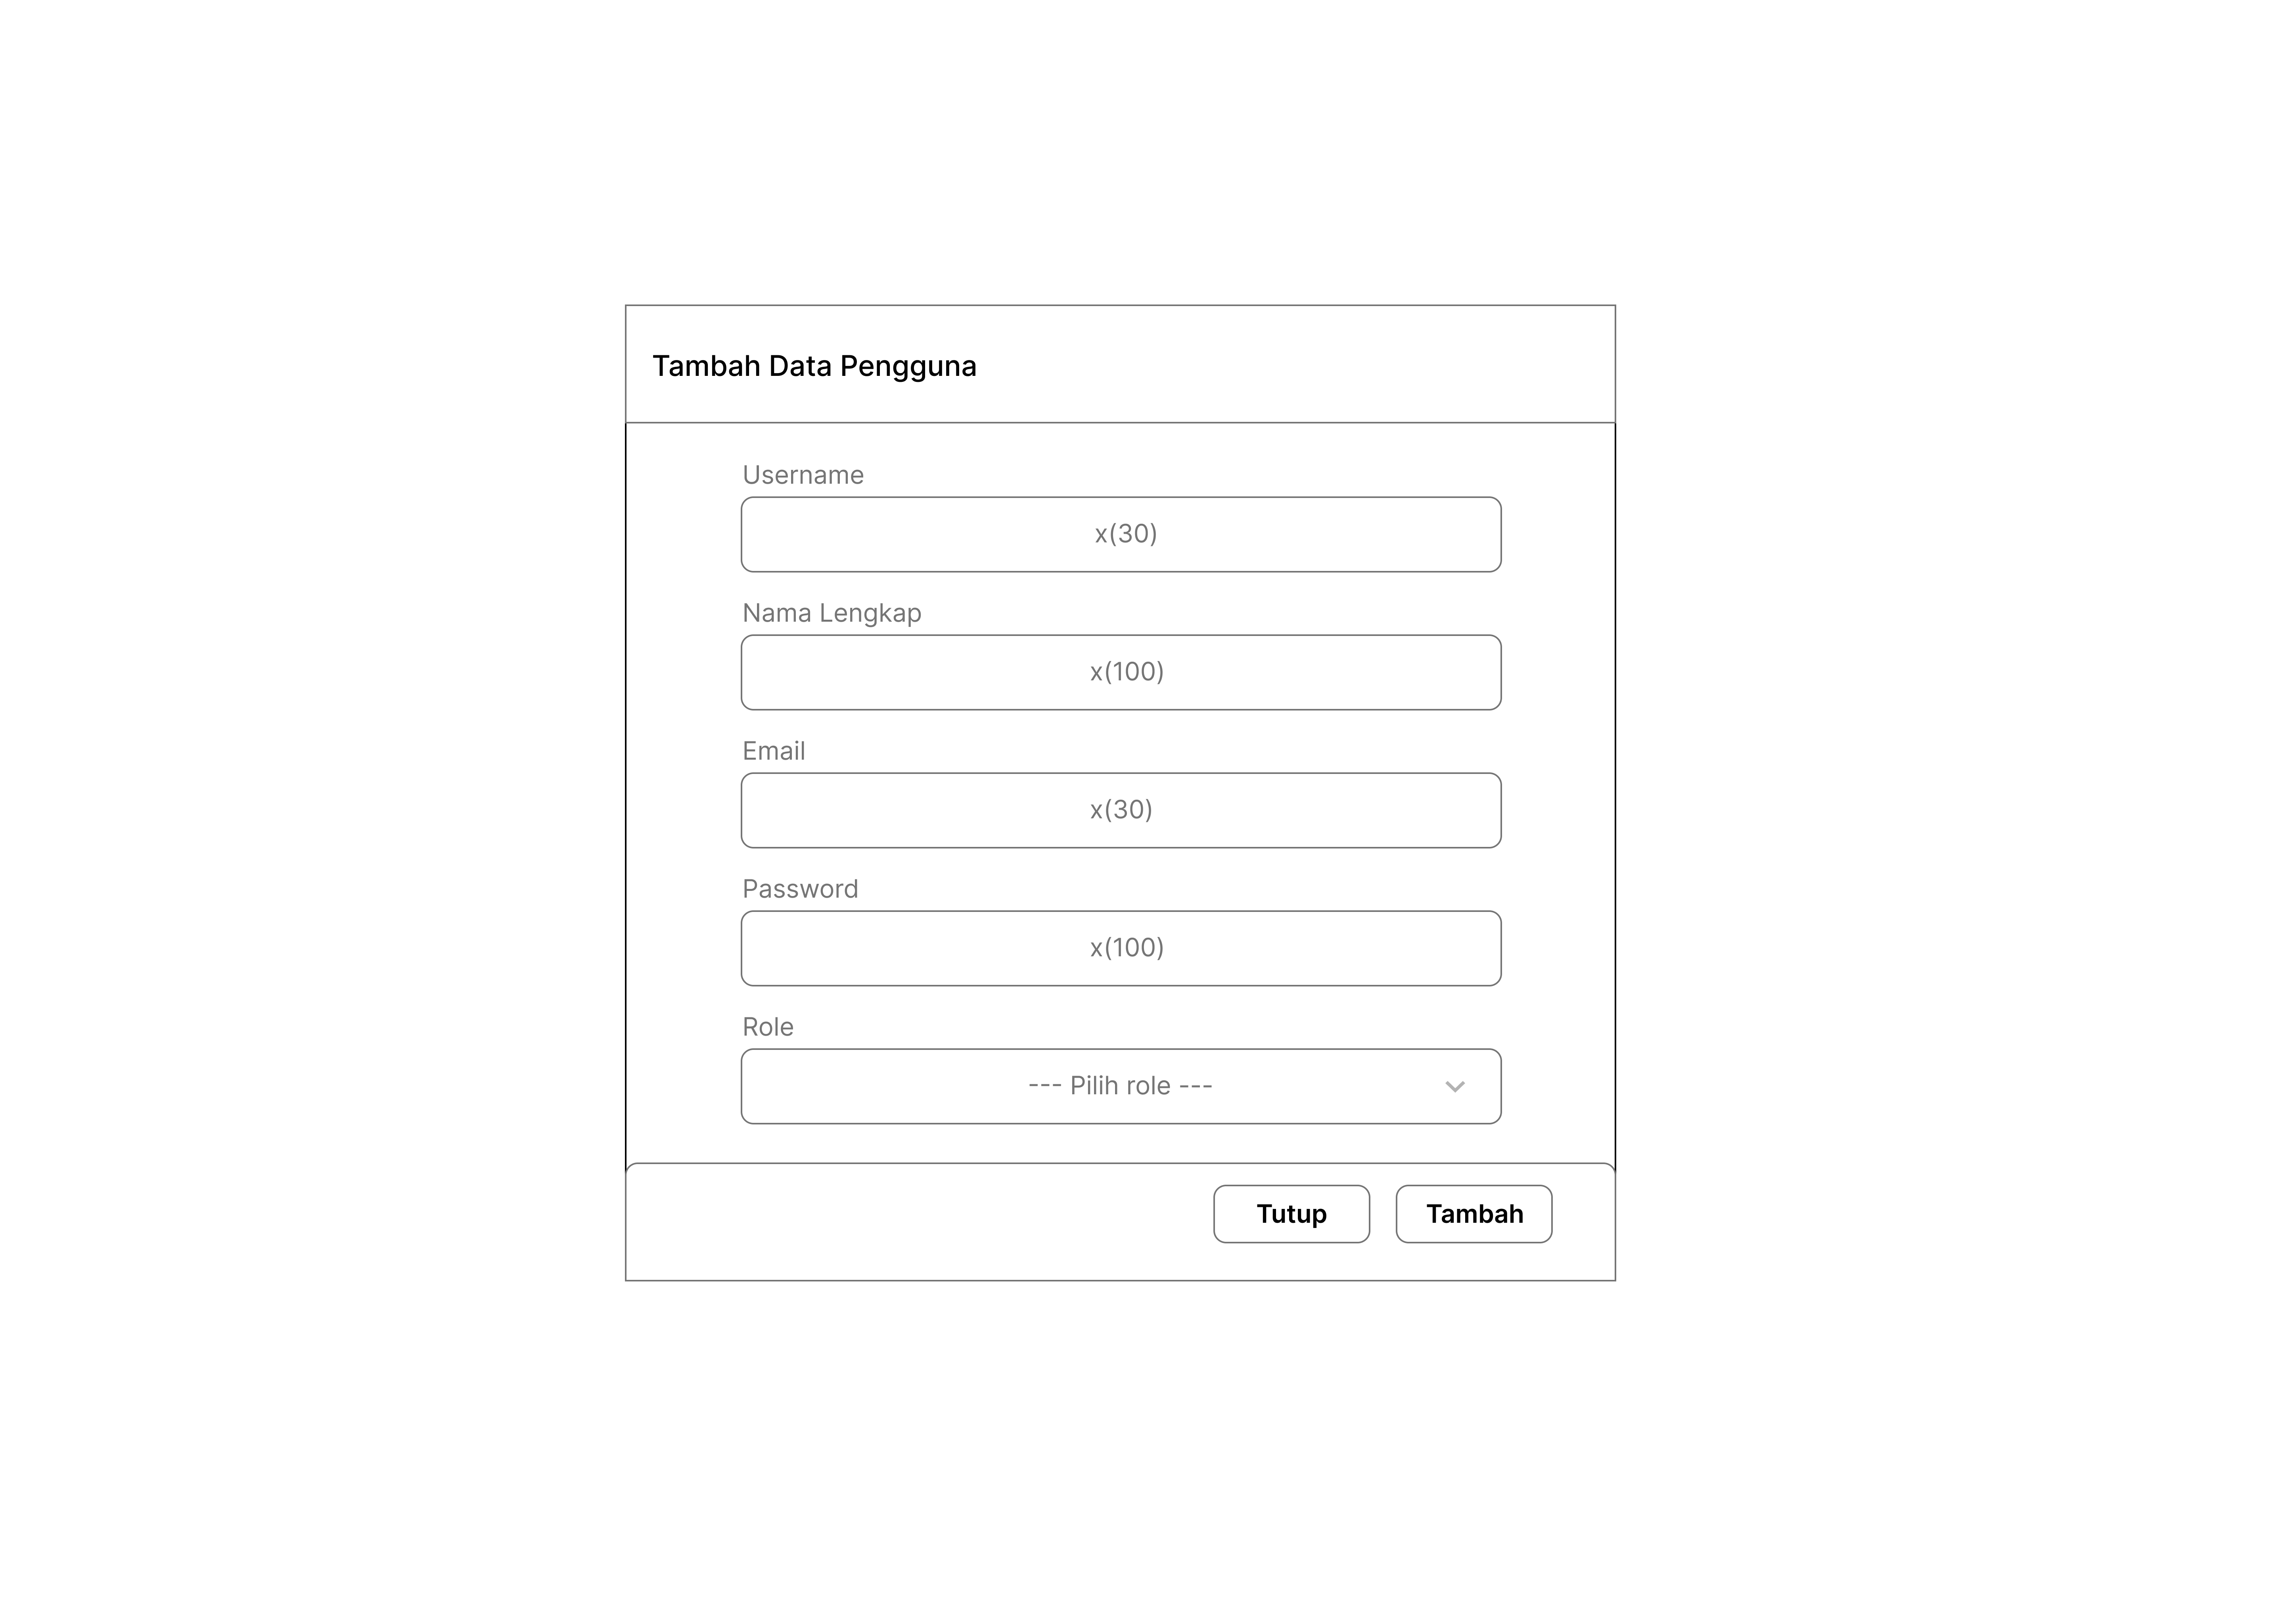 Tambah Data Pengguna
Username
x(30)
Nama Lengkap
x(100)
Email
x(30)
Password
x(100)
Role
--- Pilih role ---
Tutup Tambah